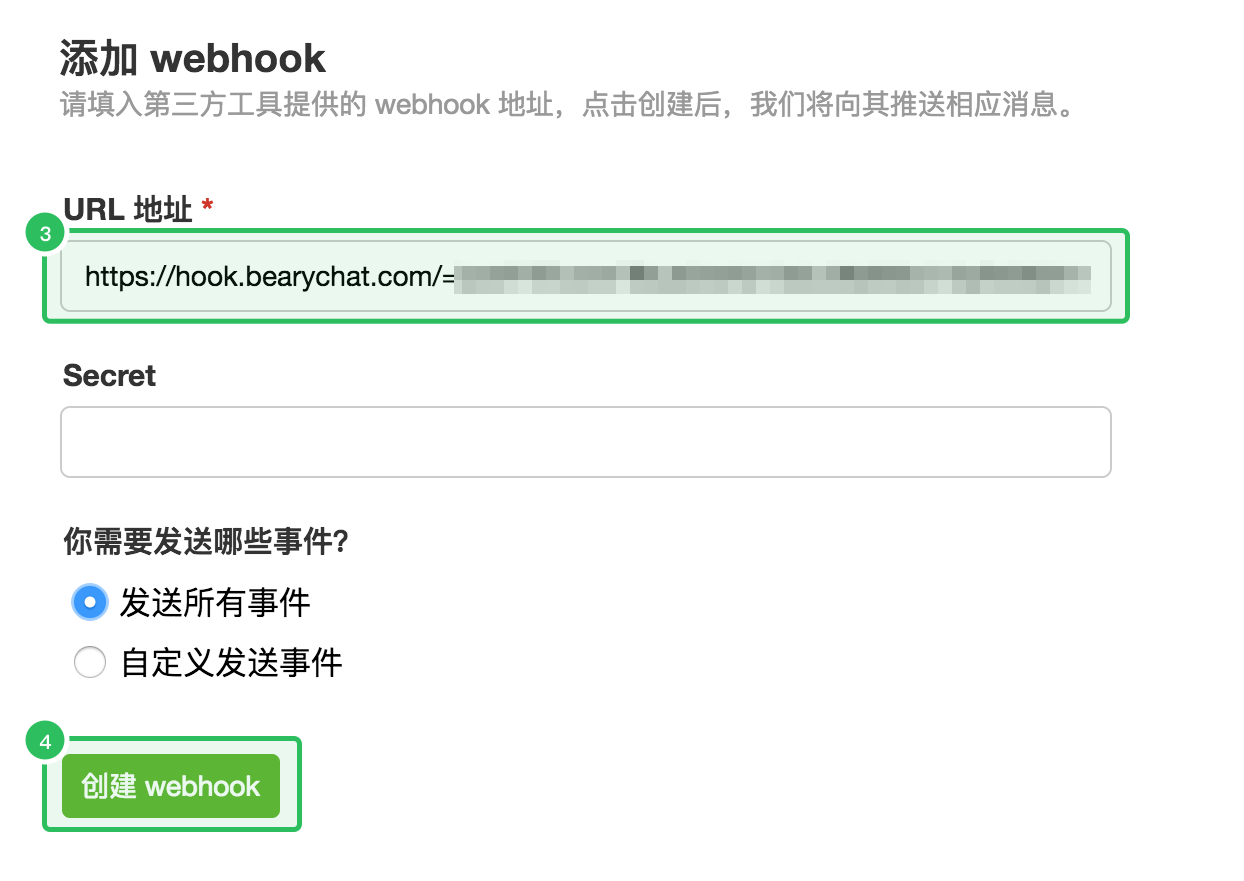 添加 webhook
请填入第三方工具提供的 webhook 地址，点击创建后，我们将向其推送相应消息。
URL 地址 *
3
https://hook.bearychat.com/=
Secret
你需要发送哪些事件?
发送所有事件
自定义发送事件
4
创建 webhook